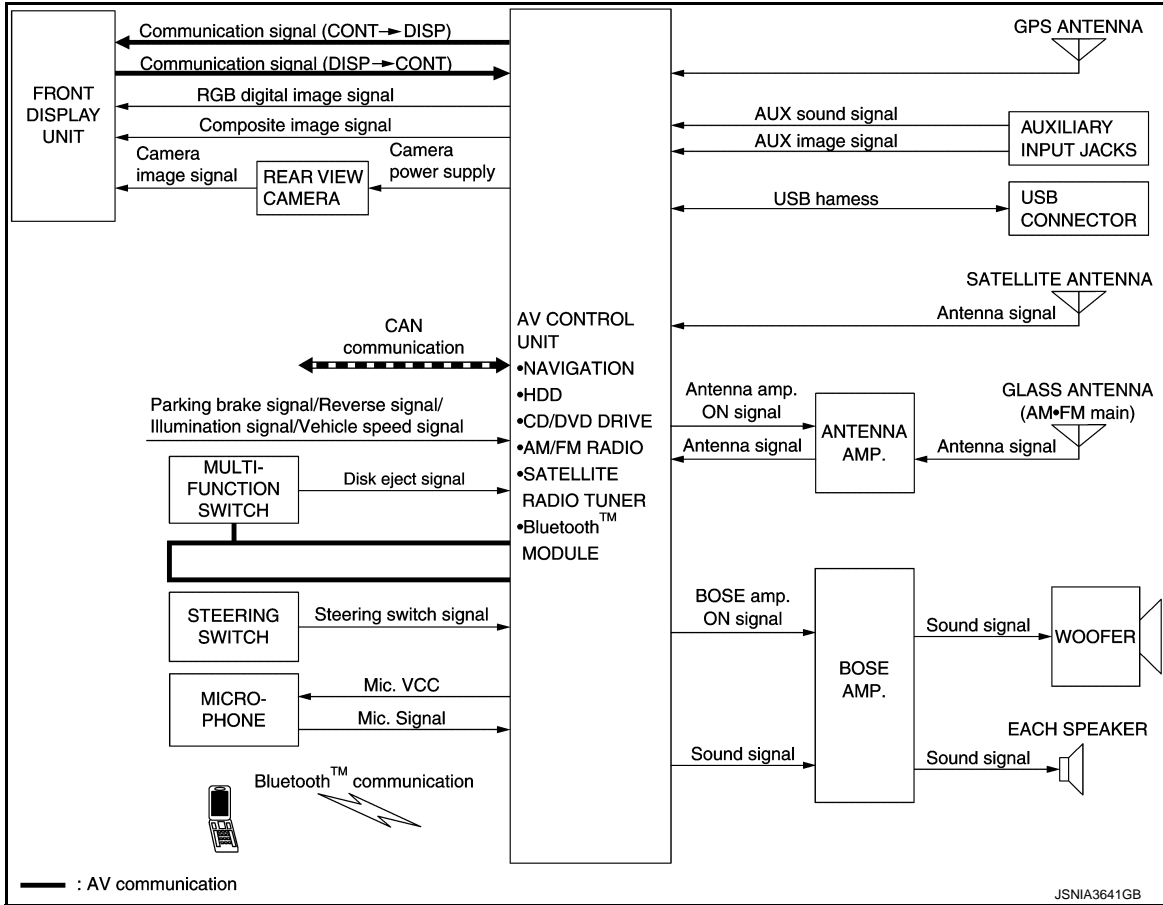 Communication signal (CONT→DISP)
Communication signal (DISP→CONT)
FRONT
DISPLAY
UNIT
RGB digital image signal
Composite image signal
Camera
image signal
REAR VIEW
CAMERA
Camera
power supply
CAN
communication
Parking brake signal/Reverse signal/
Illumination signal/Vehicle speed signal
MULTI-
FUNCTION
SWITCH
Disk eject signal
STEERING
SWITCH
Steering switch signal
MICRO-
PHONE
Mic. VCC
Mic. Signal
Bluetooth™ communication
: AV communication
AV CONTROL
UNIT
•NAVIGATION
•HDD
•CD/DVD DRIVE
•AM/FM RADIO
•SATELLITE
RADIO TUNER
•Bluetooth™
MODULE
GPS ANTENNA
AUX sound signal
AUX image signal
AUXILIARY
INPUT JACKS
USB harness
USB
CONNECTOR
SATELLITE ANTENNA
Antenna signal
Antenna amp.
ON signal
Antenna signal
ANTENNA
AMP.
GLASS ANTENNA
(AM•FM main)
Antenna signal
BOSE amp.
ON signal
Sound signal
BOSE
AMP.
Sound signal
WOOFER
EACH SPEAKER
Sound signal
JSNIA3641GB